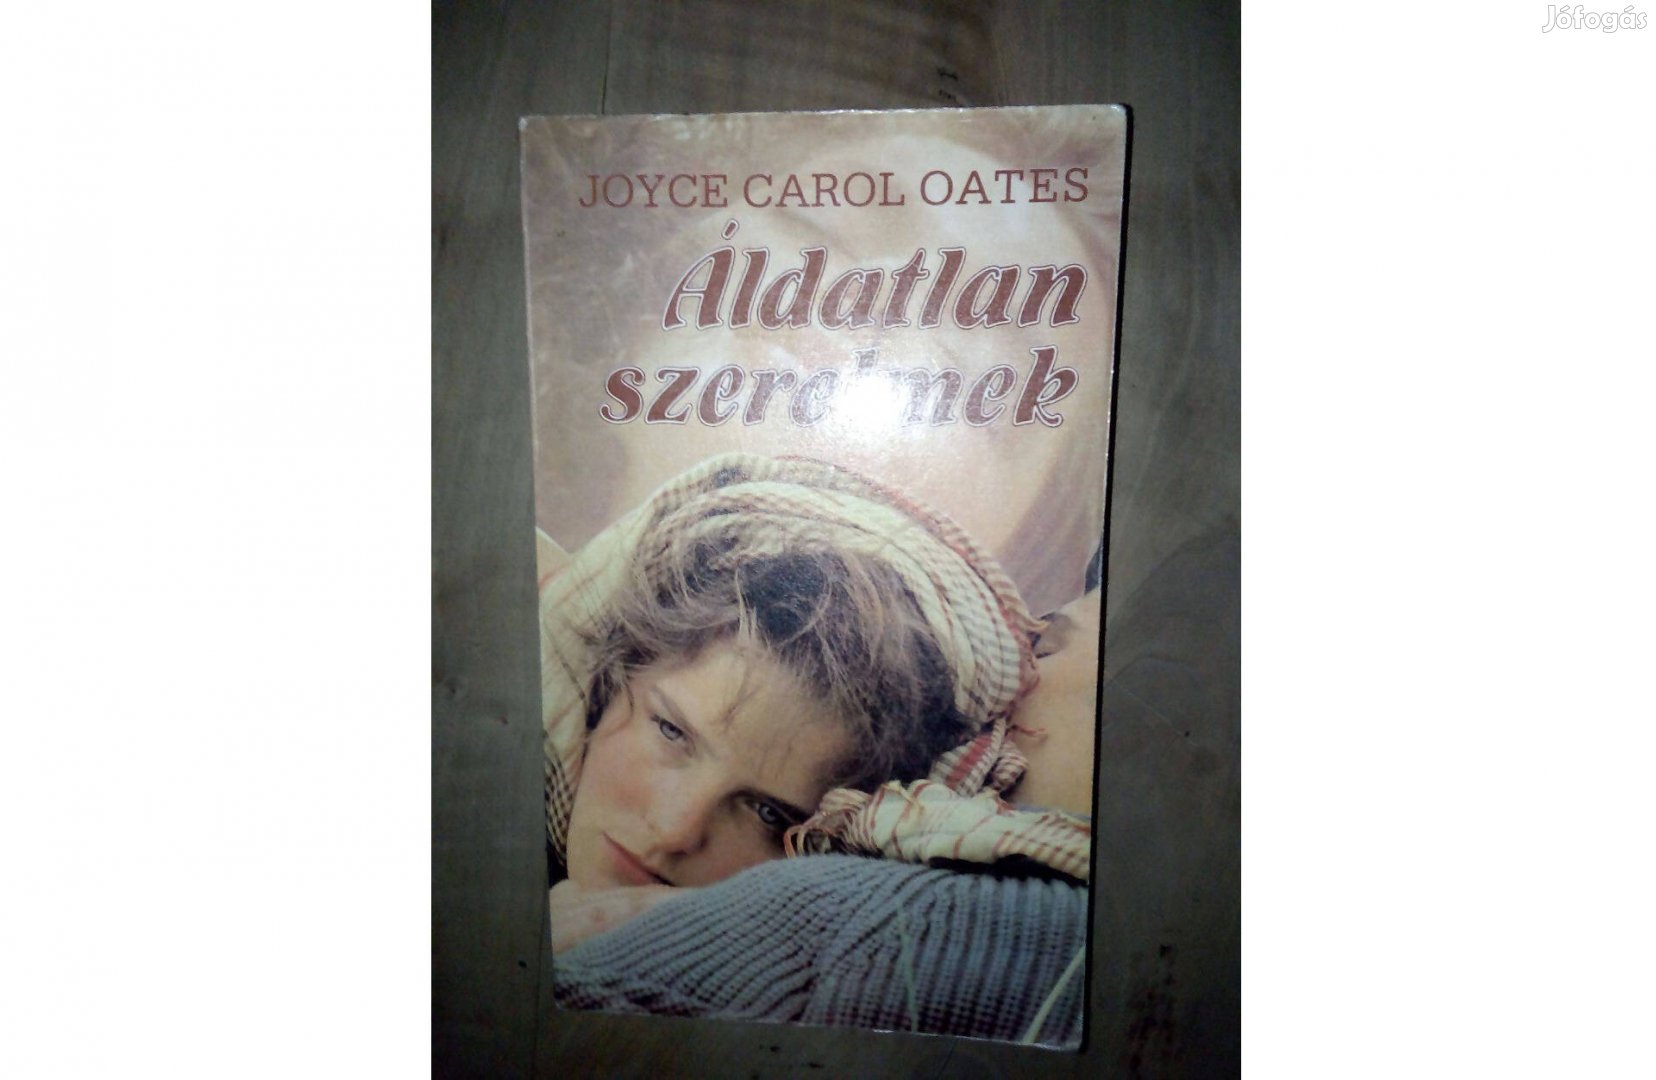 Jófogás
JOYCE CAROL OATES
Áldatlan
szerelmek